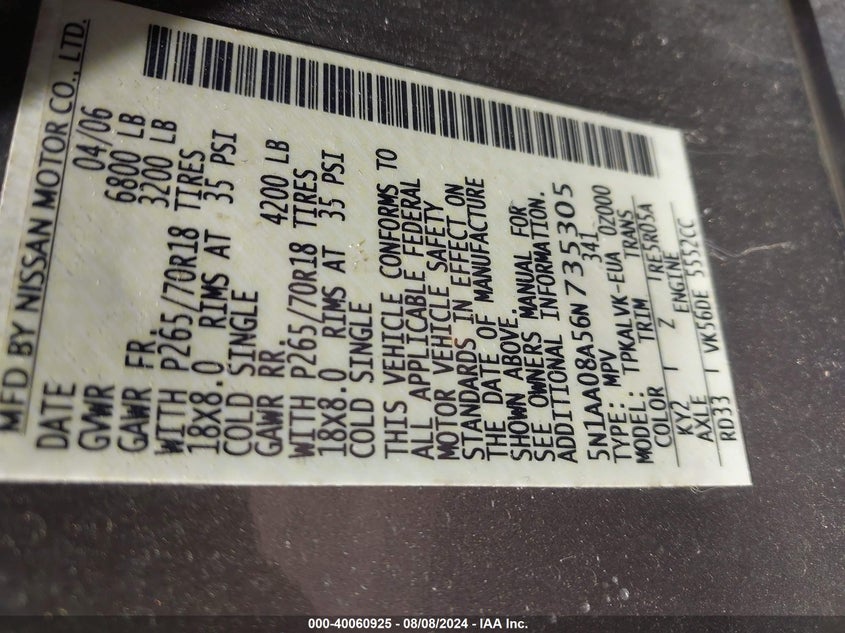 MFD BY NISSAN MOTOR CO., LTD.
DATE 04/06
GVWR 6800 LB
GAWR FR. 3200 LB
WITH P265/70R18 TIRES
18X8.0 RIMS AT 35 PSI
COLD SINGLE
GAWR RR. 4200 LB
WITH P265/70R18 TIRES
18X8.0 RIMS AT 35 PSI
COLD SINGLE
THIS VEHICLE CONFORMS TO
ALL APPLICABLE FEDERAL
MOTOR VEHICLE SAFETY
STANDARDS IN EFFECT ON
THE DATE OF MANUFACTURE
SHOWN ABOVE.
SEE OWNERS MANUAL FOR
ADDITIONAL INFORMATION.
5N1AA08A56N735305
TYPE: MPV 341
MODEL: TPKALVK-EUA 0Z000
COLOR TRIM TRANS
KY2 I Z IRE5R05A
AXLE ENGINE
RD33 I VK56DE 5552CC
000-40060925 - 08/08/2024 - IAA Inc.